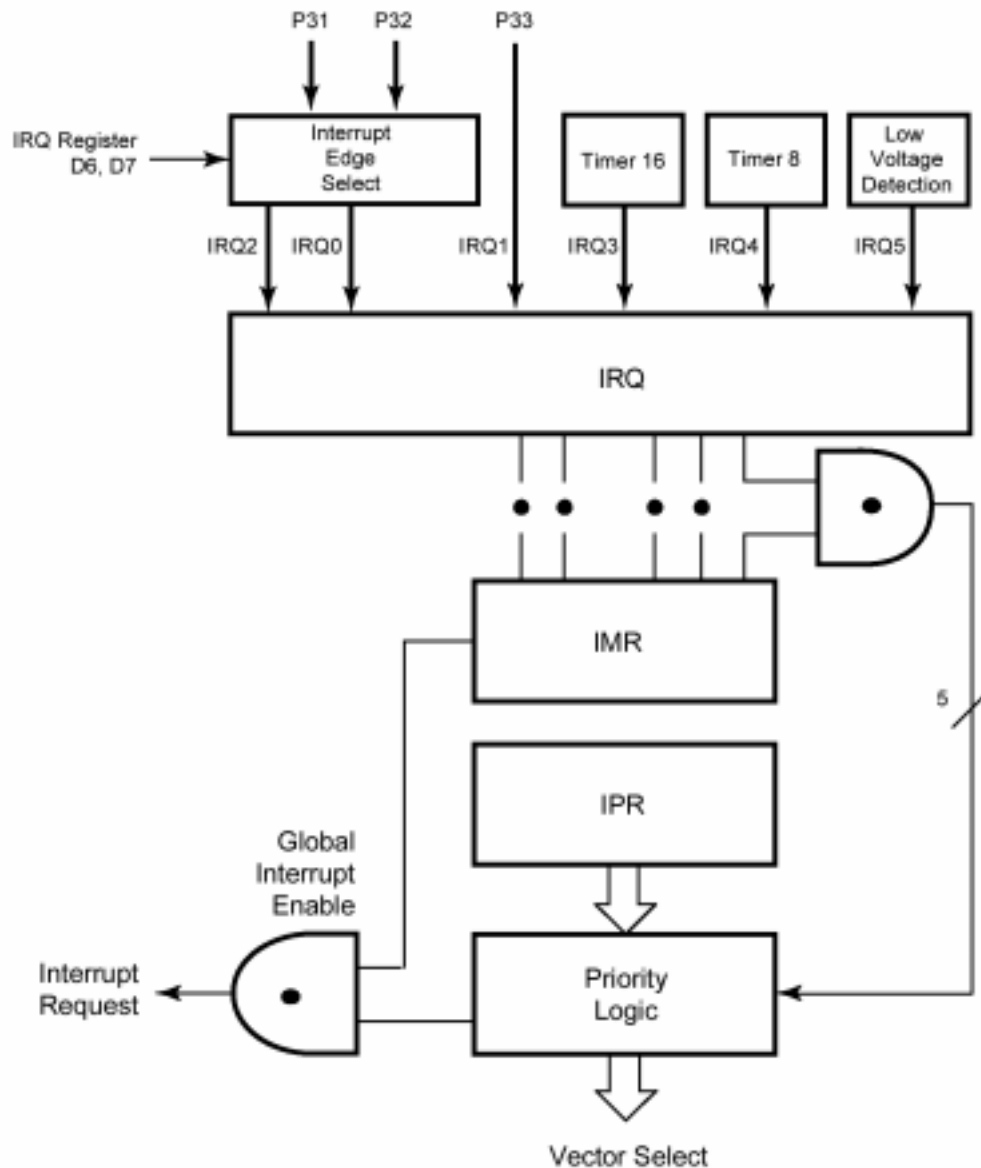 P31
P32
P33
IRQ Register
D6, D7
Interrupt
Edge
Select
Timer 16
Timer 8
Low
Voltage
Detection
IRQ2
IRQ0
IRQ1
IRQ3
IRQ4
IRQ5
IRQ
IMR
5
IPR
Global
Interrupt
Enable
Interrupt
Request
Priority
Logic
Vector Select